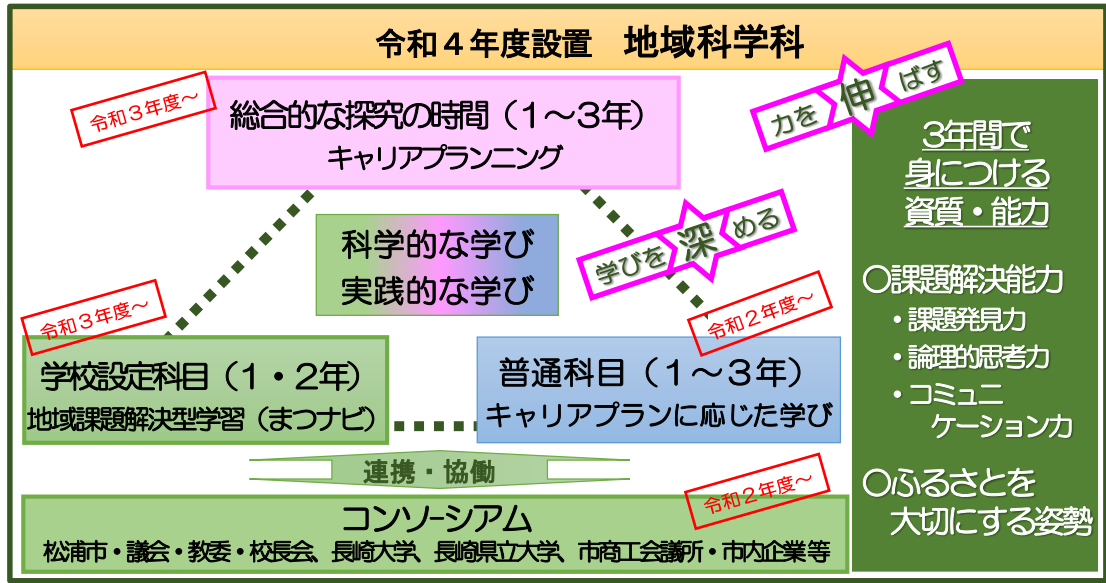 令和４年度設置　地域科学科
令和３年度～
総合的な探究の時間（１～３年）
キャリアプランニング
力を伸ばす
科学的な学び
実践的な学び
学びを深める
令和３年度～
学校設定科目（１・２年）
地域課題解決型学習（まつナビ）
令和２年度～
普通科目（１～３年）
キャリアプランに応じた学び
連携・協働
令和２年度～
コンソーシアム
松浦市・議会・教委・校長会、長崎大学、長崎県立大学、市商工会議所・市内企業等
３年間で
身につける
資質・能力
○課題解決能力
・課題発見力
・論理的思考力
・コミュニ
ケーション力
○ふるさとを
大切にする姿勢